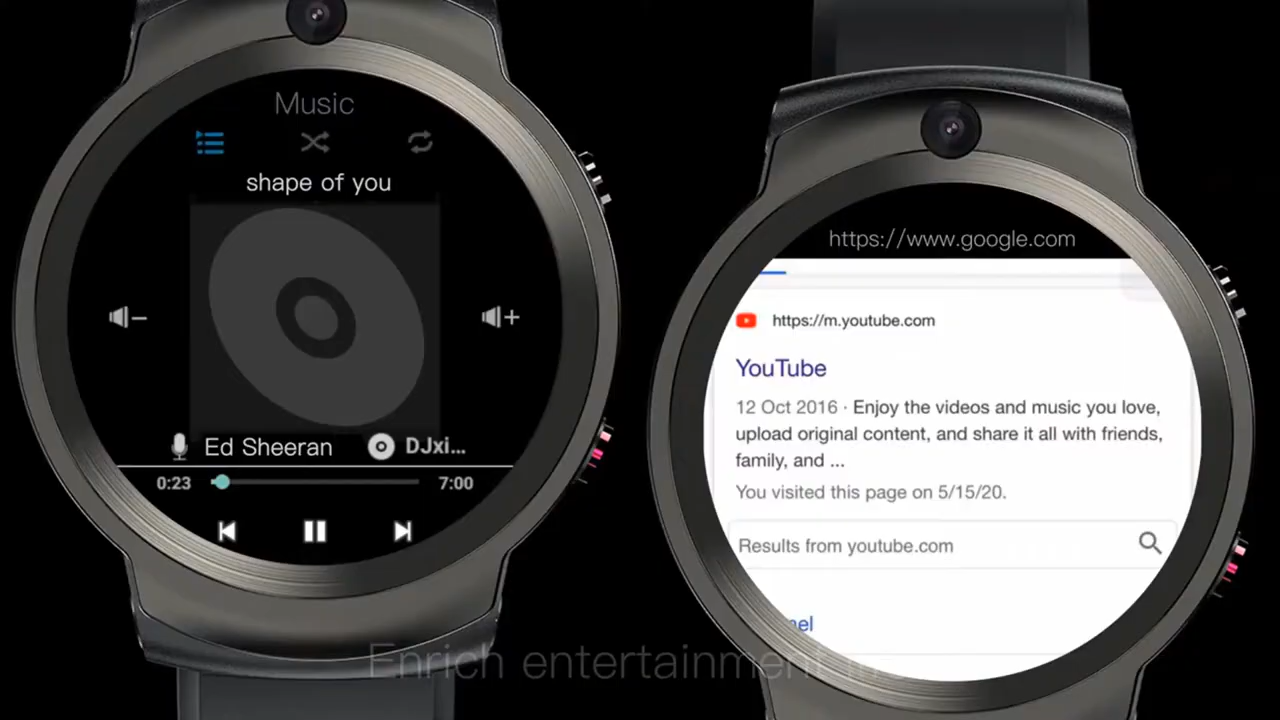 Music
shape of you
Ed Sheeran
DJxi...
0:23
7:00
https://www.google.com
https://m.youtube.com
YouTube
12 Oct 2016 · Enjoy the videos and music you love,
upload original content, and share it all with friends,
family, and ...
You visited this page on 5/15/20.
Results from youtube.com
Enrich entertainment